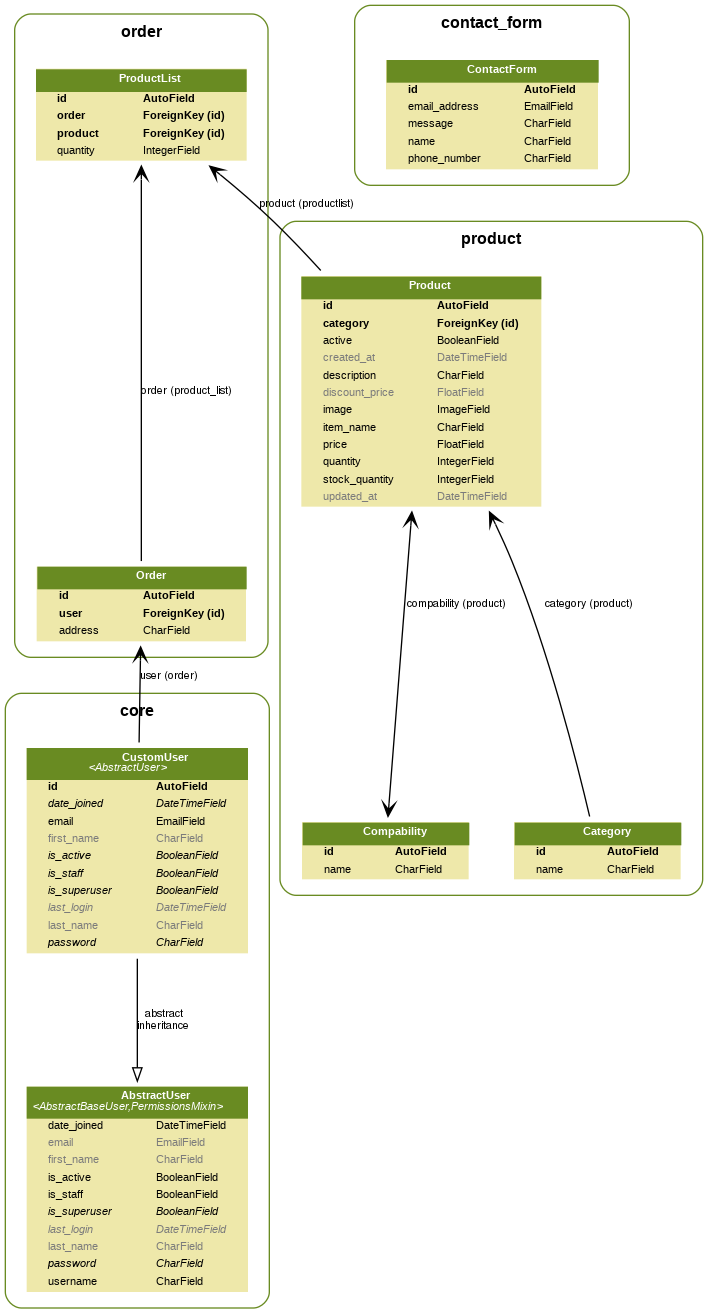 order
ProductList
id AutoField
order ForeignKey (id)
product ForeignKey (id)
quantity IntegerField
order (product_list)
Order
id AutoField
user ForeignKey (id)
address CharField
user (order)
contact_form
ContactForm
id AutoField
email_address EmailField
message CharField
name CharField
phone_number CharField
product (productlist)
product
Product
id AutoField
category ForeignKey (id)
active BooleanField
created_at DateTimeField
description CharField
discount_price FloatField
image ImageField
item_name CharField
price FloatField
quantity IntegerField
stock_quantity IntegerField
updated_at DateTimeField
compability (product)
category (product)
Compability
id AutoField
name CharField
Category
id AutoField
name CharField
core
CustomUser
<AbstractUser>
id AutoField
date_joined DateTimeField
email EmailField
first_name CharField
is_active BooleanField
is_staff BooleanField
is_superuser BooleanField
last_login DateTimeField
last_name CharField
password CharField
abstract
inheritance
AbstractUser
<AbstractBaseUser,PermissionsMixin>
date_joined DateTimeField
email EmailField
first_name CharField
is_active BooleanField
is_staff BooleanField
is_superuser BooleanField
last_login DateTimeField
last_name CharField
password CharField
username CharField